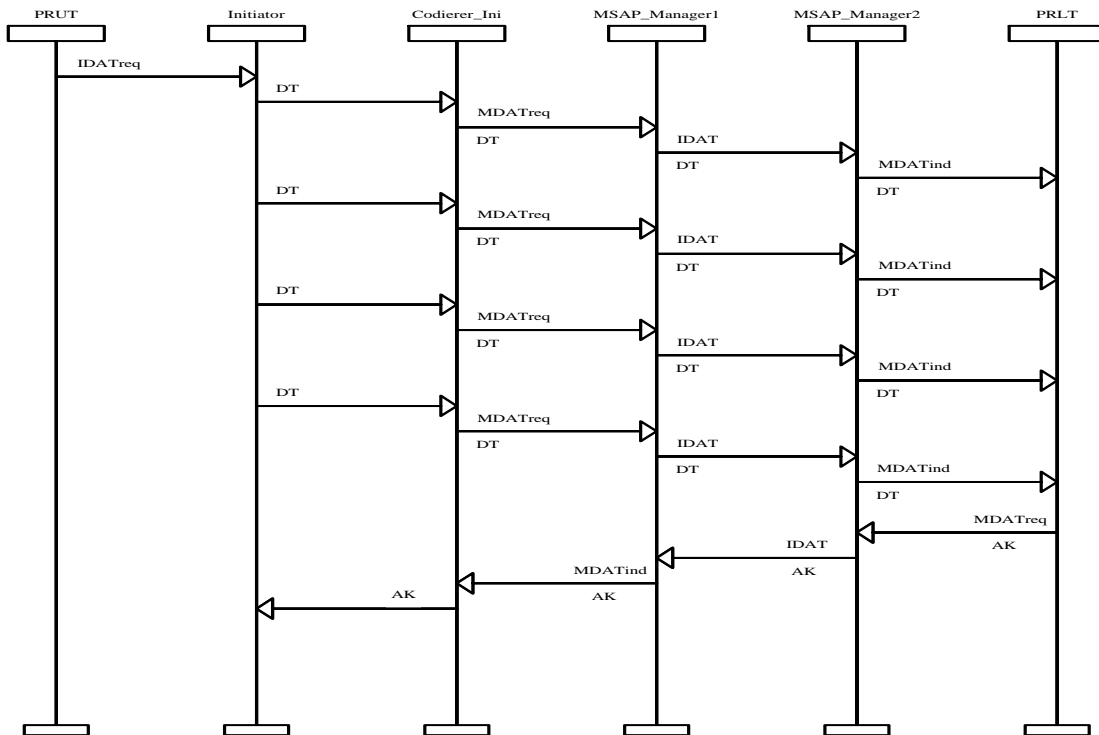 PRUT Initiator Codierer_Ini MSAP_Manager1 MSAP_Manager2 PRLT
IDATreq
DT
MDATreq
DT
IDAT
DT
MDATind
DT
DT
MDATreq
DT
IDAT
DT
MDATind
DT
DT
MDATreq
DT
IDAT
DT
MDATind
DT
DT
MDATreq
DT
IDAT
DT
MDATind
DT
MDATreq
AK
IDAT
AK
MDATind
AK
AK